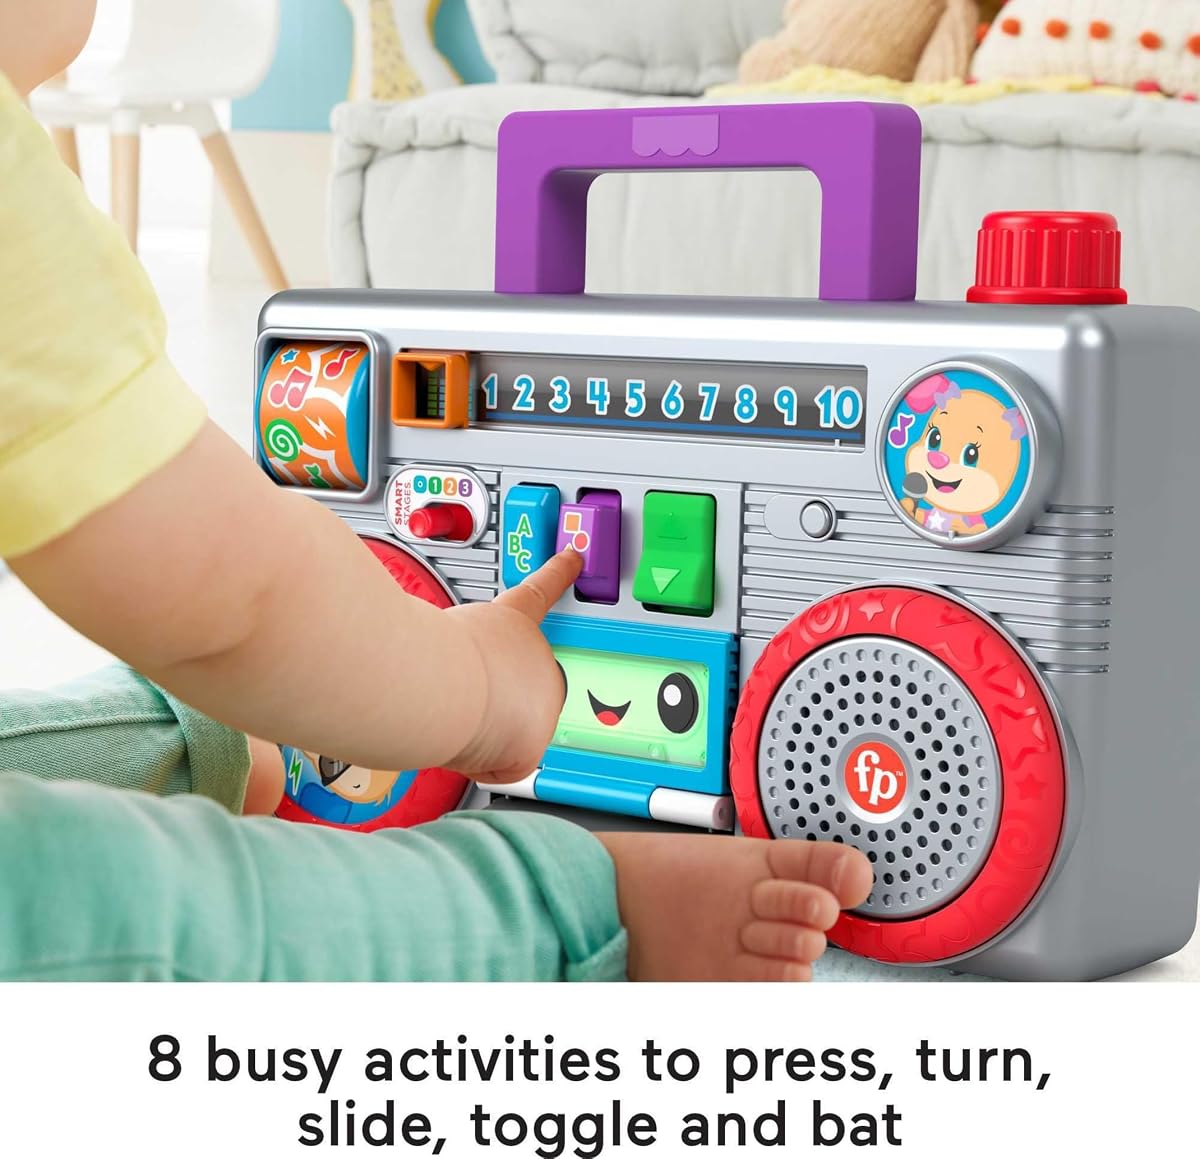 1 2 3 4 5 6 7 8 9 10
SMART
STAGES
0 1 2 3
A
B
C
fp™
8 busy activities to press, turn,
slide, toggle and bat